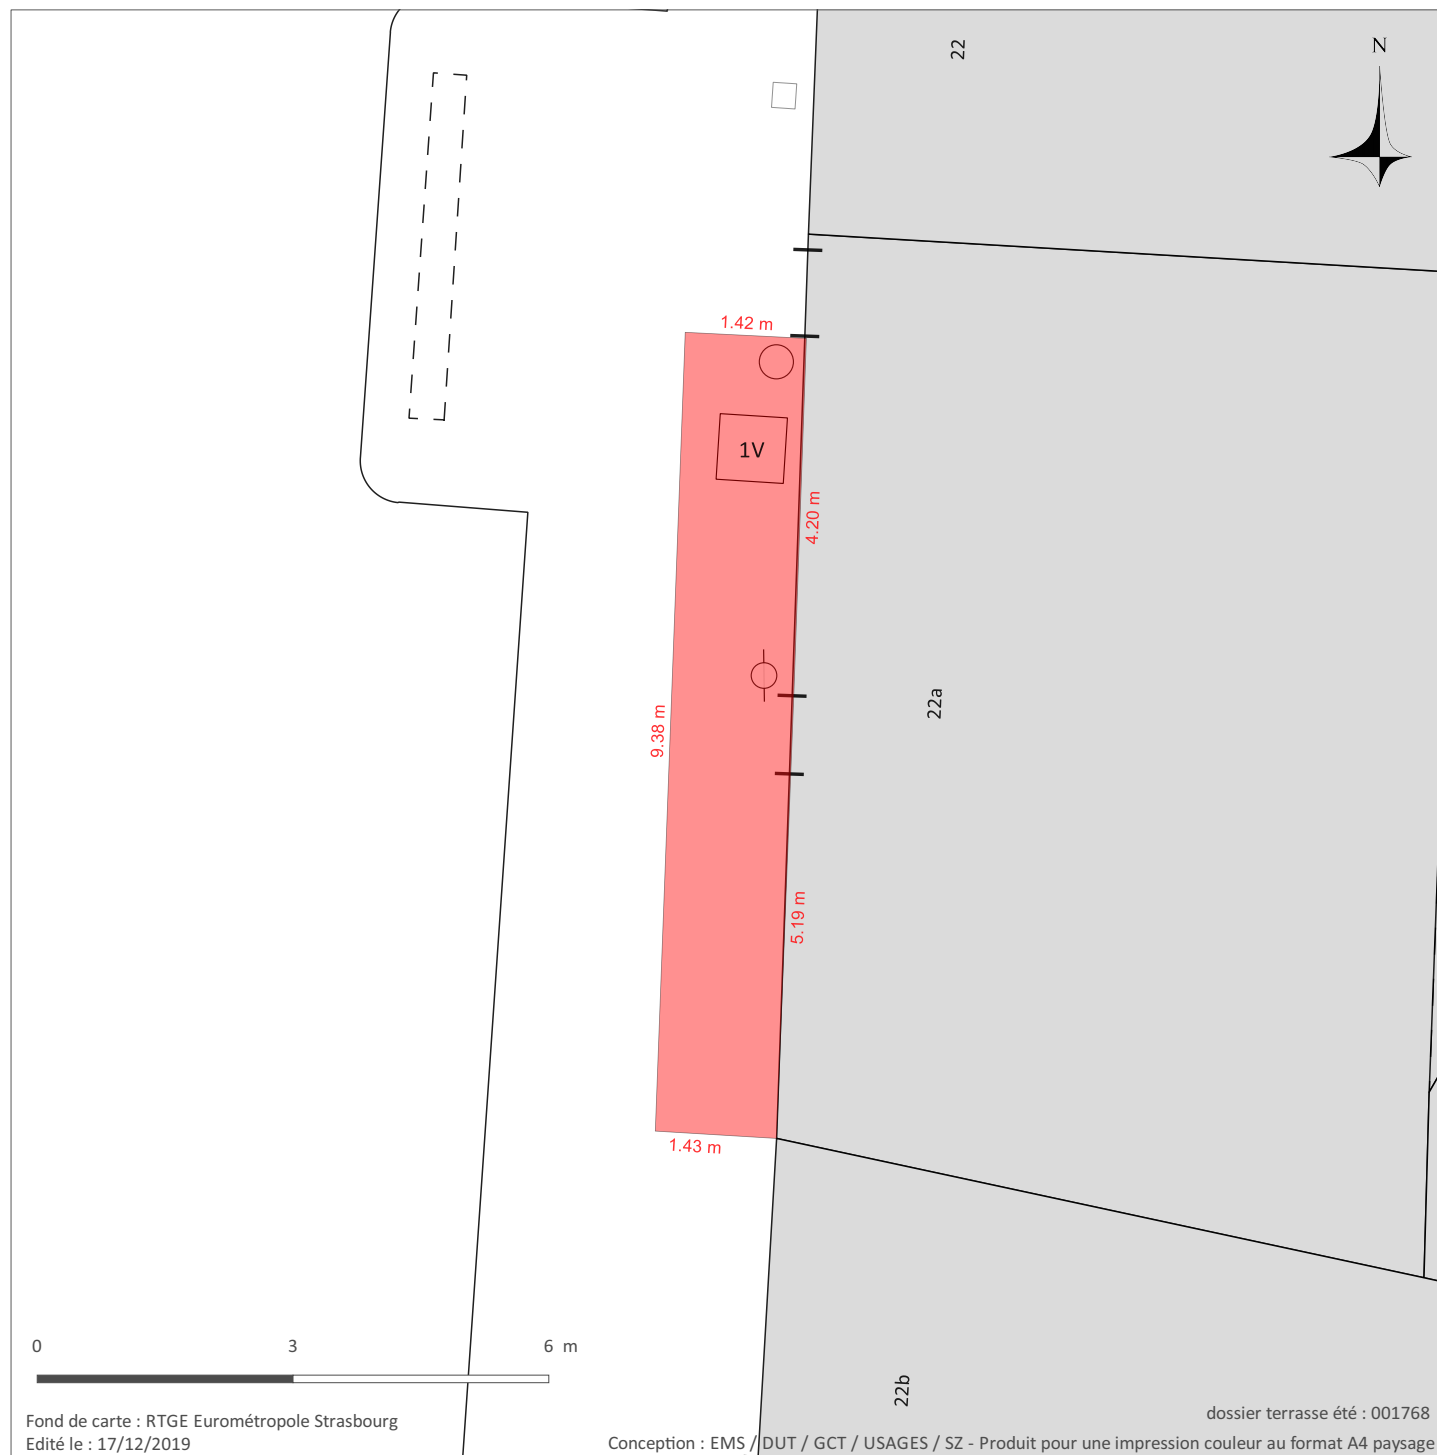 22
N
1.42 m
1V
4.20 m
22a
9.38 m
5.19 m
1.43 m
0 3 6 m
22b
dossier terrasse été : 001768
Fond de carte : RTGE Eurométropole Strasbourg
Edité le : 17/12/2019
Conception : EMS / DUT / GCT / USAGES / SZ - Produit pour une impression couleur au format A4 paysage